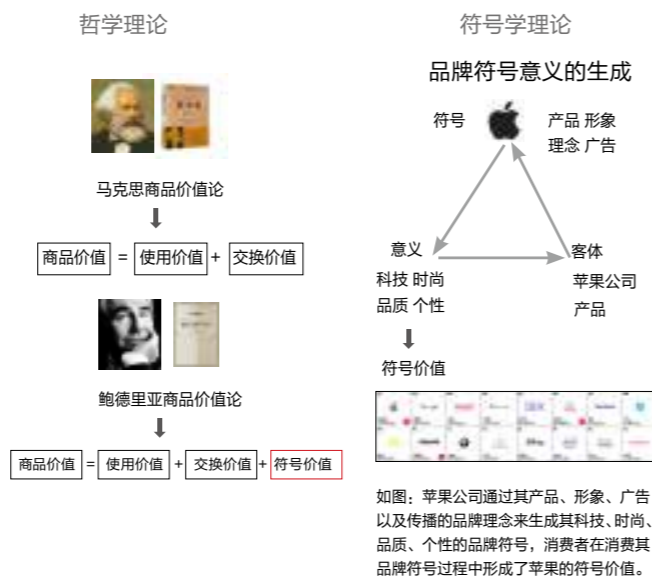 哲学理论
马克思商品价值论
商品价值 = 使用价值 + 交换价值
鲍德里亚商品价值论
商品价值 = 使用价值 + 交换价值 + 符号价值
符号学理论
品牌符号意义的生成
符号
产品 形象
理念 广告
意义
科技 时尚
品质 个性
客体
苹果公司
产品
符号价值
如图：苹果公司通过其产品、形象、广告
以及传播的品牌理念来生成其科技、时尚、
品质、个性的品牌符号，消费者在消费其
品牌符号过程中形成了苹果的符号价值。